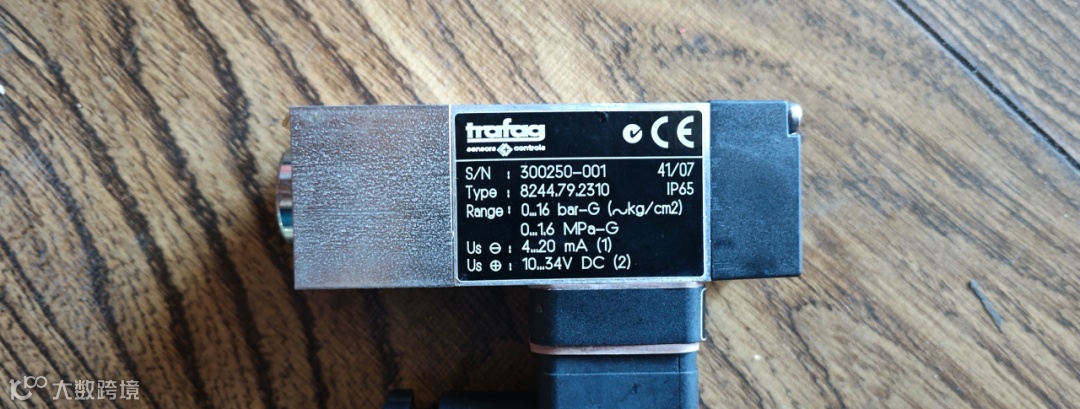 trafag CE
sensors controls
S/N : 300250-001 41/07
Type : 8244.79.2310 IP65
Range : 0...16 bar-G (~kg/cm2)
0...1.6 MPa-G
Us ⊖ : 4...20 mA (1)
Us ⊕ : 10...34V DC (2)
大数跨境